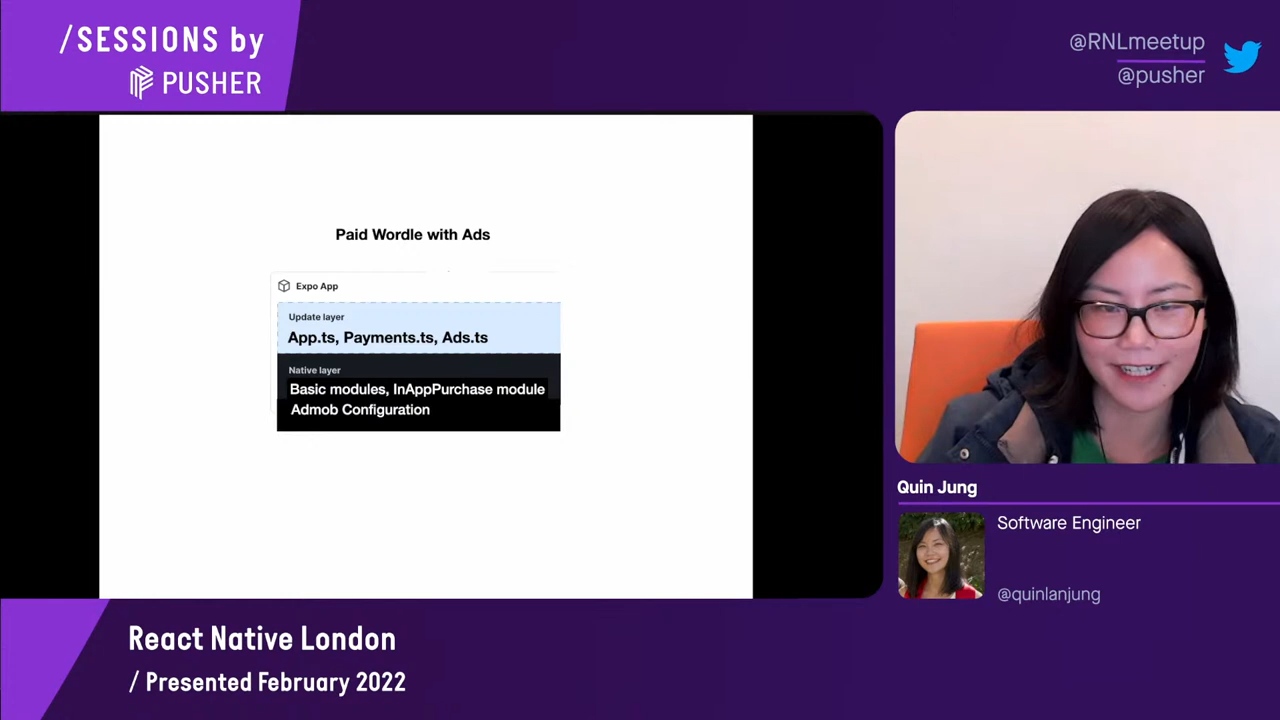 /SESSIONS by
PUSHER
@RNLmeetup
@pusher
Paid Wordle with Ads
Expo App
Update layer
App.ts, Payments.ts, Ads.ts
Native layer
Basic modules, InAppPurchase module
Admob Configuration
Quin Jung
Software Engineer
@quinlanjung
React Native London
/ Presented February 2022